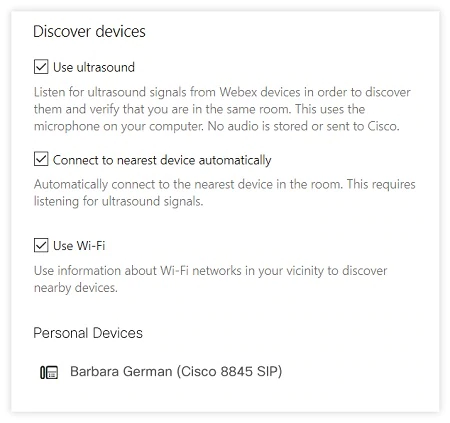 Discover devices
Use ultrasound
Listen for ultrasound signals from Webex devices in order to discover
them and verify that you are in the same room. This uses the
microphone on your computer. No audio is stored or sent to Cisco.
Connect to nearest device automatically
Automatically connect to the nearest device in the room. This requires
listening for ultrasound signals.
Use Wi-Fi
Use information about Wi-Fi networks in your vicinity to discover
nearby devices.
Personal Devices
Barbara German (Cisco 8845 SIP)